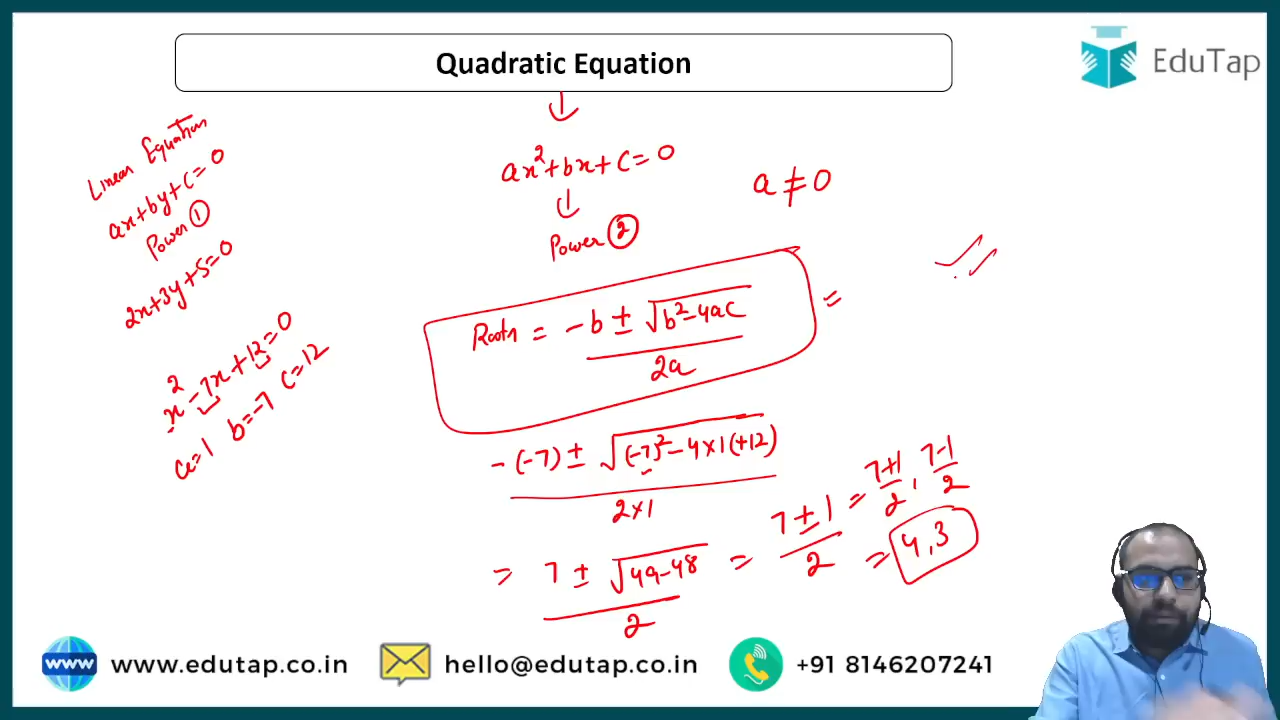 Quadratic Equation
EduTap
Linear Equation
ax+by+c=0
Power ①
2x+3y+5=0
x²-7x+12=0
a=1 b=-7 c=12
ax²+bx+c=0
a≠0
Power ②
Roots = -b ± √b²-4ac =
2a
-(-7) ± √(-7)²-4×1(+12)
2×1
= 7 ± √49-48 = 7±1 = 7+1, 7-1
2 2 2 2
= 4,3
www www.edutap.co.in hello@edutap.co.in +91 8146207241